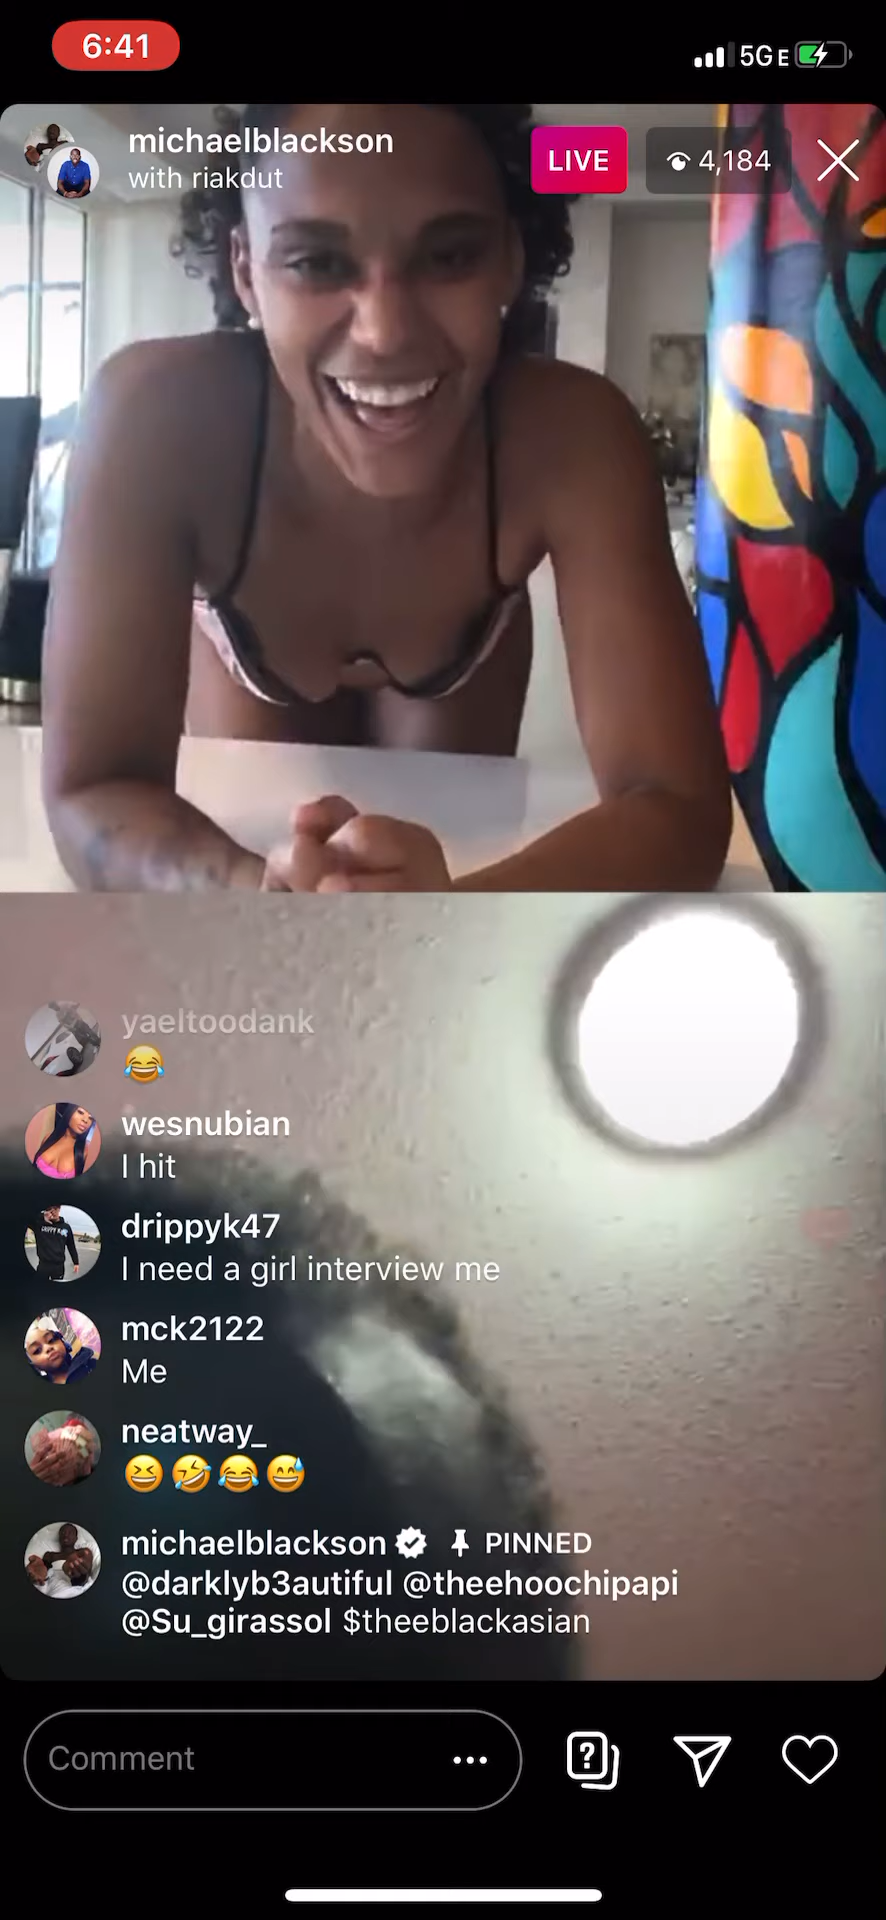 6:41
5GE
michaelblackson
LIVE
4,184
with riakdut
yaeltoodank
😂
wesnubian
I hit
drippyk47
I need a girl interview me
mck2122
Me
neatway_
😆🤣😂😅
michaelblackson PINNED
@darklyb3autiful @theehoochipapi
@Su_girassol $theeblackasian
Comment